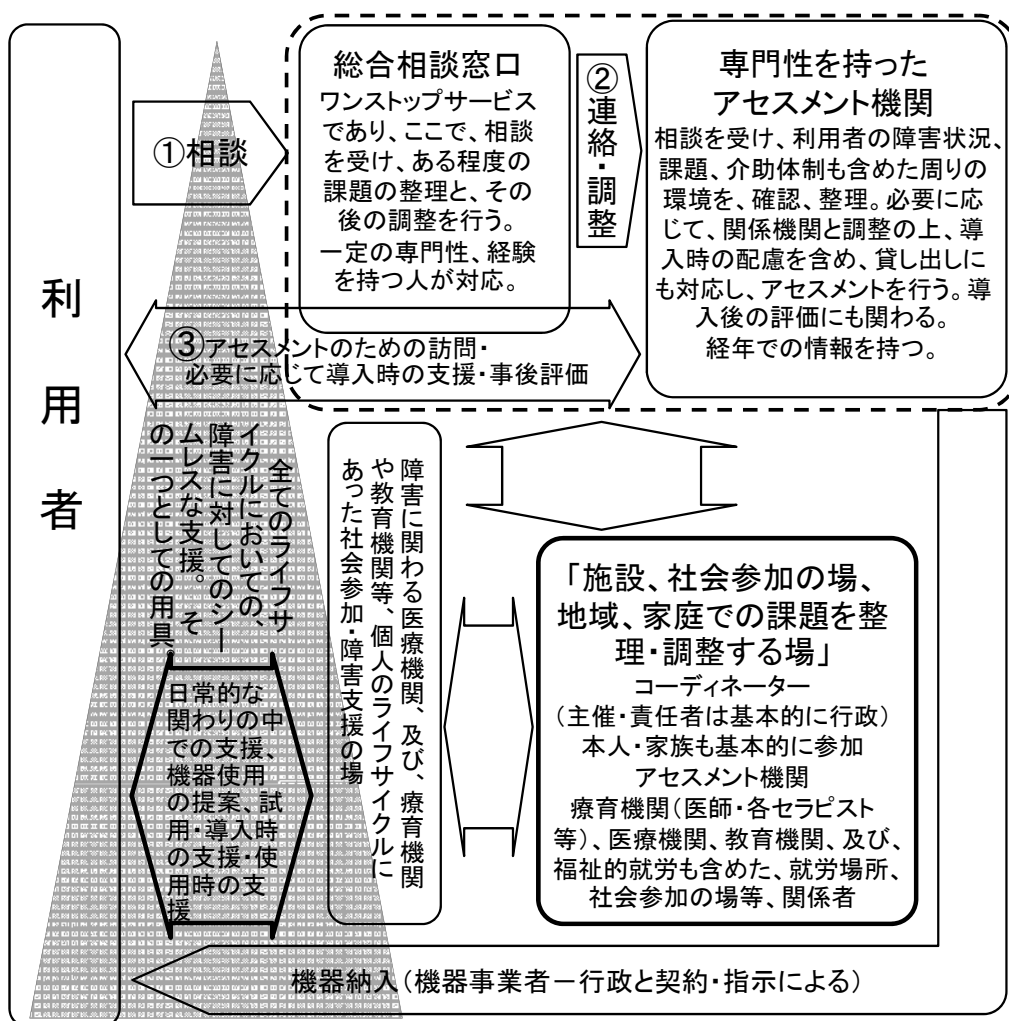 利用者
①相談
総合相談窓口
ワンストップサービス
であり、ここで、相談
を受け、ある程度の
課題の整理と、その
後の調整を行う。
一定の専門性、経験
を持つ人が対応。
②連絡・調整
専門性を持った
アセスメント機関
相談を受け、利用者の障害状況、
課題、介助体制も含めた周りの
環境を、確認、整理。必要に応
じて、関係機関と調整の上、導
入時の配慮を含め、貸し出しに
も対応し、アセスメントを行う。導
入後の評価にも関わる。
経年での情報を持つ。
③アセスメントのための訪問・
必要に応じて導入時の支援・事後評価
全てのライフサ
イクルにおいての、
障害に対してのシー
ムレスな支援。そ
の一つとしての用具。
日常的な
関わりの中
での支援、
機器使用
の提案、試
用・導入時
の支援・使
用時の支
援
障害に関わる医療機関、及び、療育機関
や教育機関等、個人のライフサイクルに
あった社会参加・障害支援の場
「施設、社会参加の場、
地域、家庭での課題を整
理・調整する場」
コーディネーター
（主催・責任者は基本的に行政）
本人・家族も基本的に参加
アセスメント機関
療育機関（医師・各セラピスト
等）、医療機関、教育機関、及び、
福祉的就労も含めた、就労場所、
社会参加の場等、関係者
機器納入（機器事業者－行政と契約・指示による）